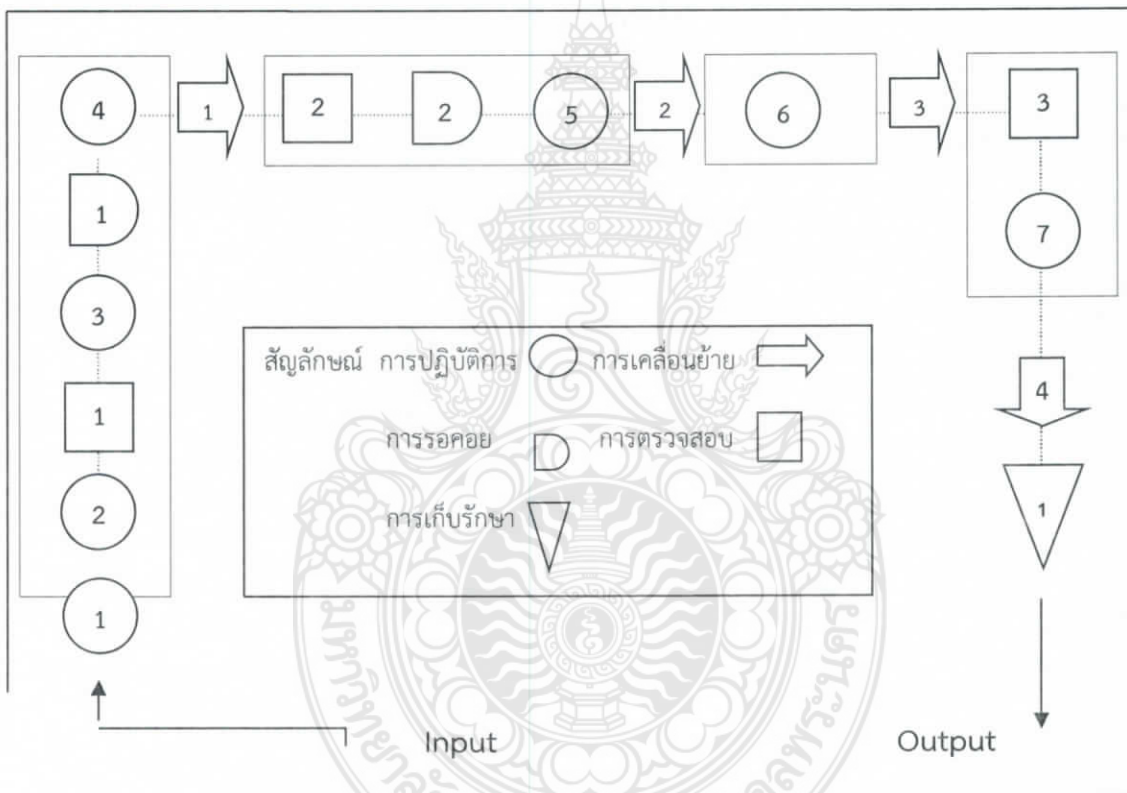 4 1 2 2 5 2 6 3 3
1
7
3
สัญลักษณ์ การปฏิบัติการ การเคลื่อนย้าย
4
1
การรอคอย การตรวจสอบ
2
การเก็บรักษา
1
1
Input Output